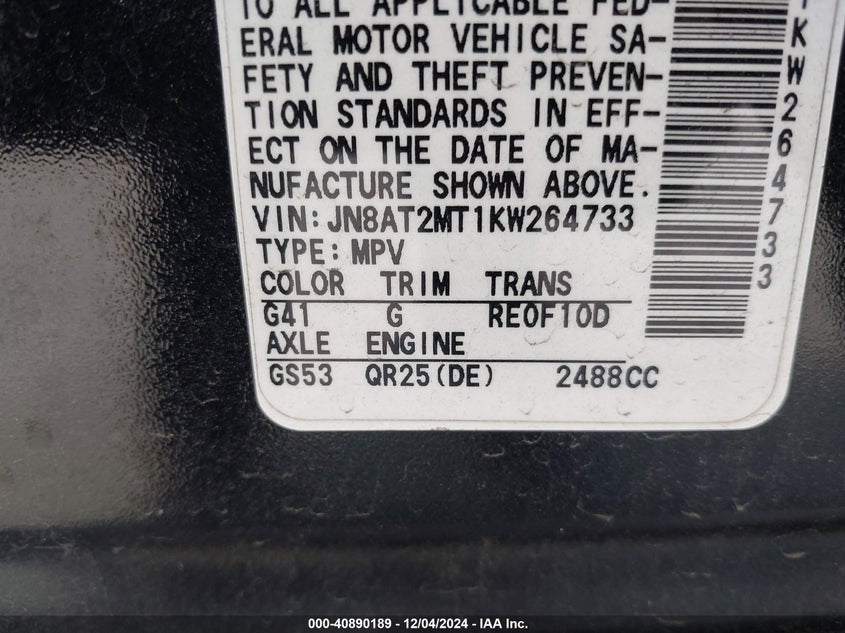 TO ALL APPLICABLE FED-
ERAL MOTOR VEHICLE SA-
FETY AND THEFT PREVEN-
TION STANDARDS IN EFF-
ECT ON THE DATE OF MA-
NUFACTURE SHOWN ABOVE.
VIN:JN8AT2MT1KW264733
TYPE:MPV
COLOR TRIM TRANS
G41 G RE0F10D
AXLE ENGINE
GS53 QR25(DE) 2488CC
1KW264733
000-40890189 - 12/04/2024 - IAA Inc.